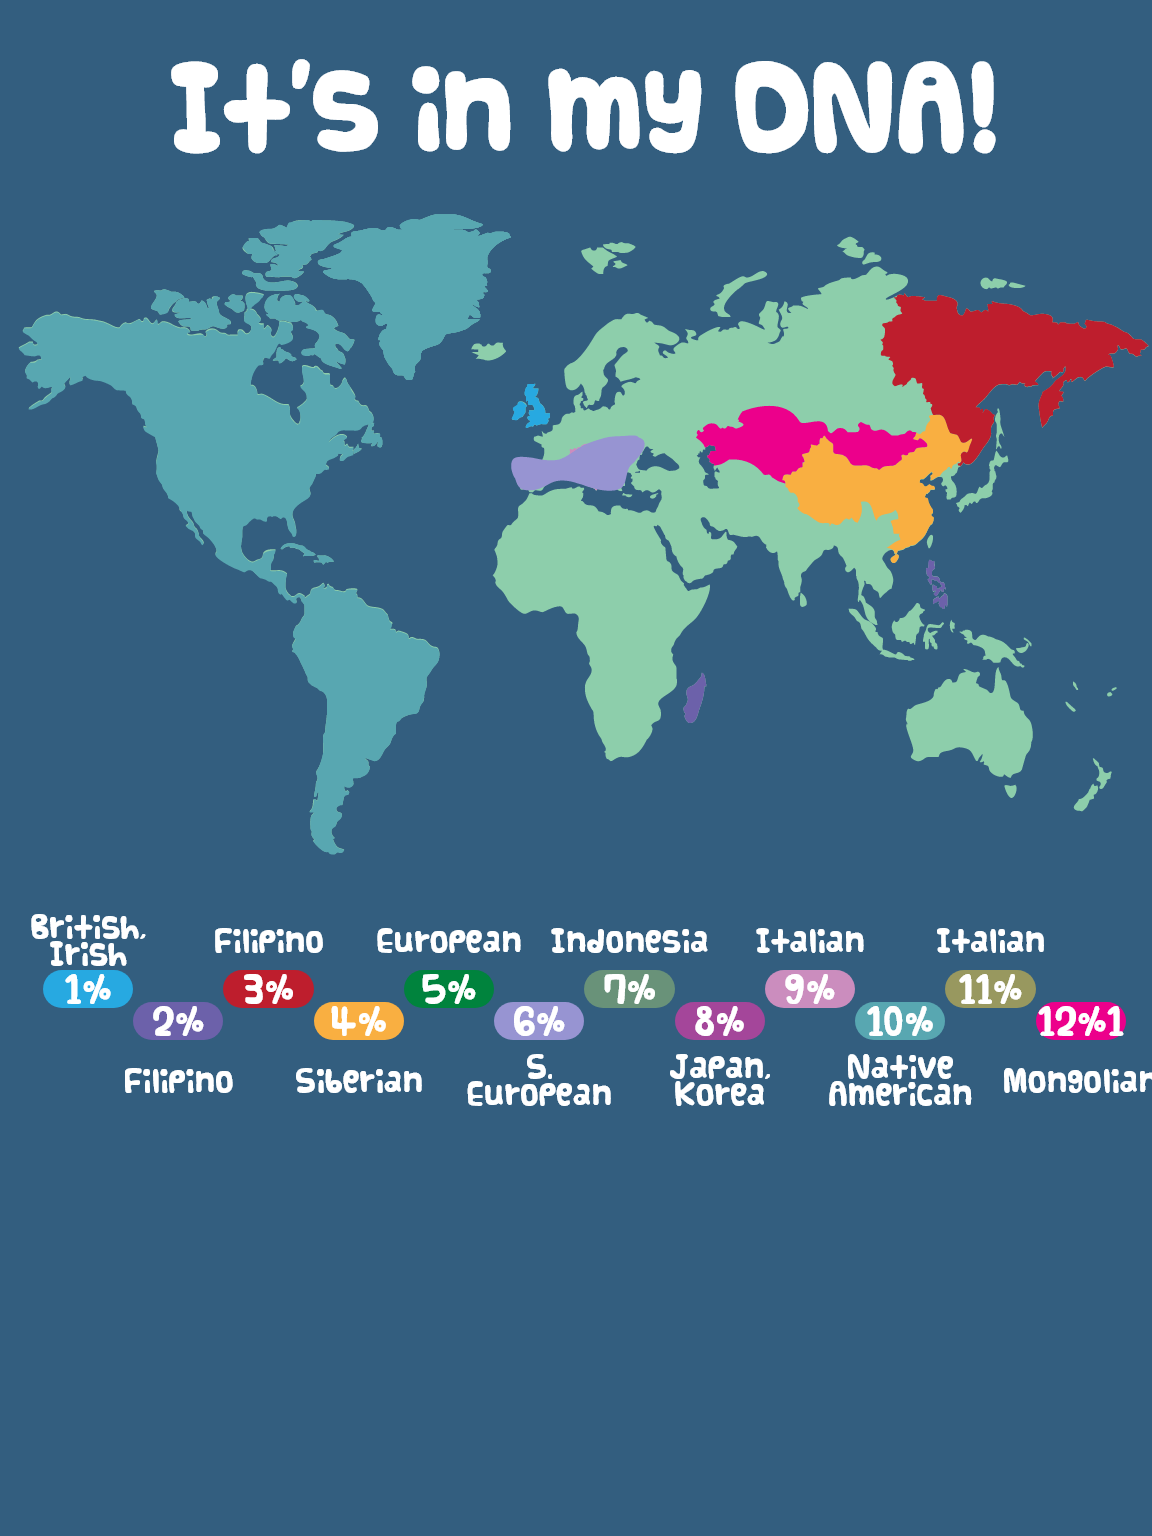 It's in my DNA!
British,
Irish
Filipino
European
Indonesia
Italian
Italian
1%
3%
5%
7%
9%
11%
2%
4%
6%
8%
10%
12%1
Filipino
Siberian
S.
European
Japan,
Korea
Native
American
Mongolian